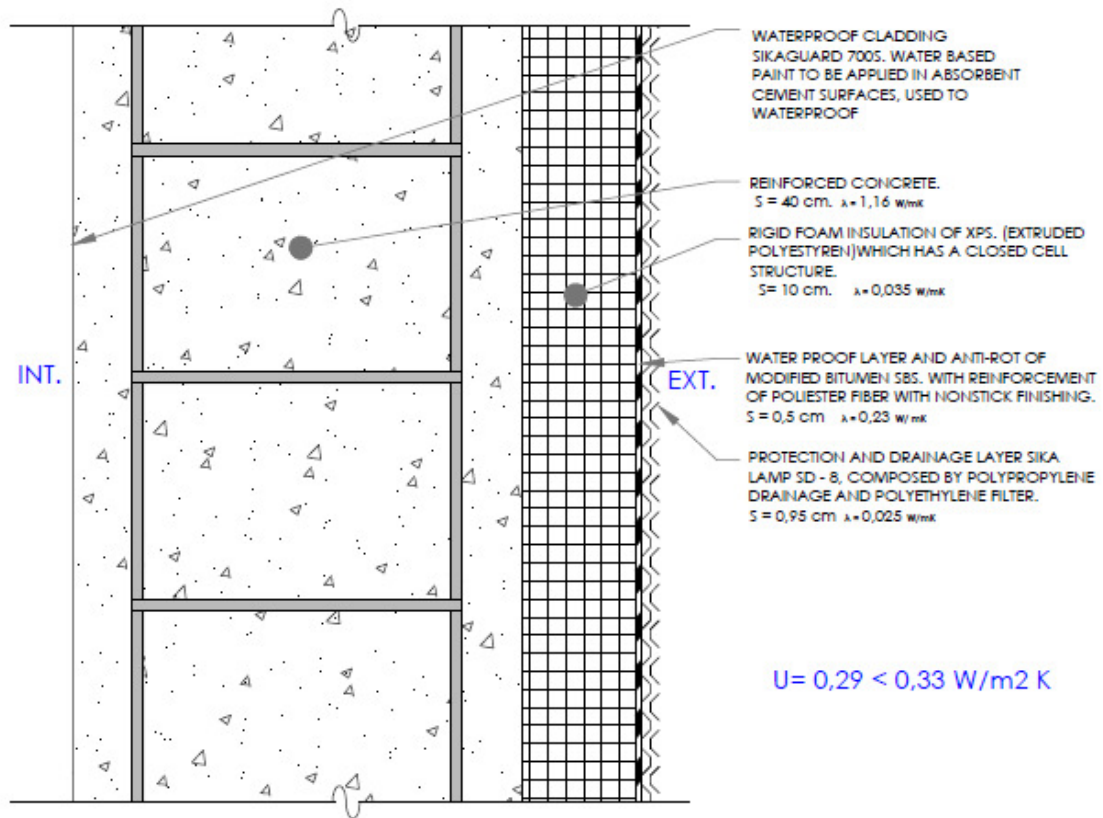 WATERPROOF CLADDING
SIKAGUARD 700S. WATER BASED
PAINT TO BE APPLIED IN ABSORBENT
CEMENT SURFACES, USED TO
WATERPROOF
REINFORCED CONCRETE.
S = 40 cm. λ = 1,16 W/mK
RIGID FOAM INSULATION OF XPS. (EXTRUDED
POLYESTYREN)WHICH HAS A CLOSED CELL
STRUCTURE.
S= 10 cm. λ = 0,035 W/mK
INT.
EXT.
WATER PROOF LAYER AND ANTI-ROT OF
MODIFIED BITUMEN SBS. WITH REINFORCEMENT
OF POLIESTER FIBER WITH NONSTICK FINISHING.
S = 0,5 cm λ = 0,23 W/mK
PROTECTION AND DRAINAGE LAYER SIKA
LAMP SD - 8, COMPOSED BY POLYPROPYLENE
DRAINAGE AND POLYETHYLENE FILTER.
S = 0,95 cm λ = 0,025 W/mK
U= 0,29 < 0,33 W/m2 K